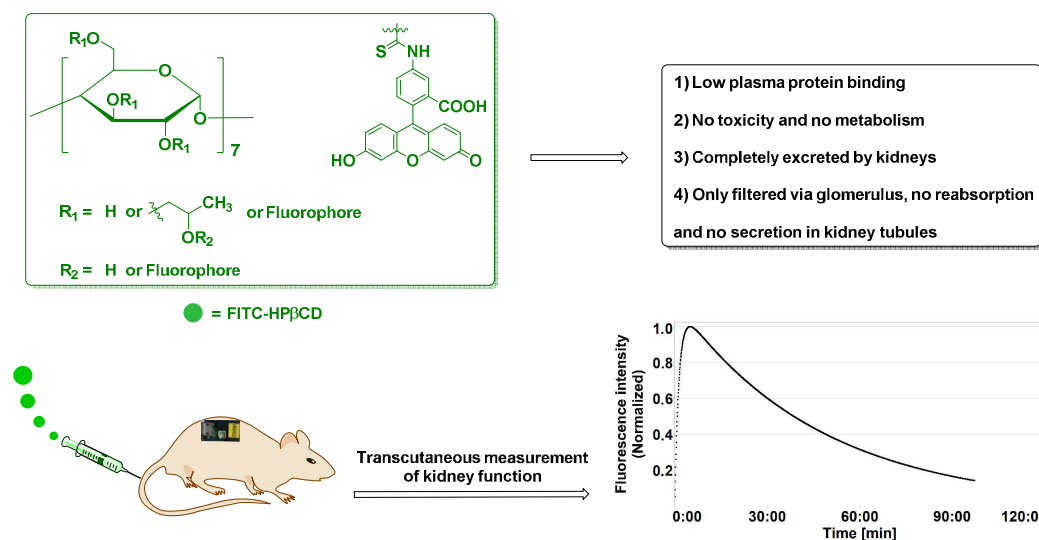 R1O
O
OR1
O
OR1
7
S
NH
COOH
HO
O
O
R1 = H or
CH3
or Fluorophore
OR2
R2 = H or Fluorophore
= FITC-HPβCD
1) Low plasma protein binding
2) No toxicity and no metabolism
3) Completely excreted by kidneys
4) Only filtered via glomerulus, no reabsorption
and no secretion in kidney tubules
Transcutaneous measurement
of kidney function
Fluorescence intensity
(Normalized)
1.0
0.8
0.6
0.4
0.2
0:00 30:00 60:00 90:00 120:0
Time [min]